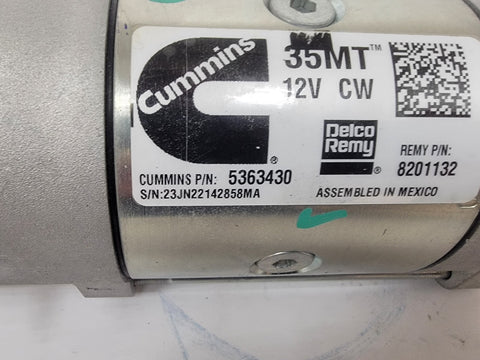 Cummins
35MT™
12V CW
Delco
Remy
®
®
CUMMINS P/N: 5363430
REMY P/N:
8201132
S/N:23JN22142858MA
ASSEMBLED IN MEXICO